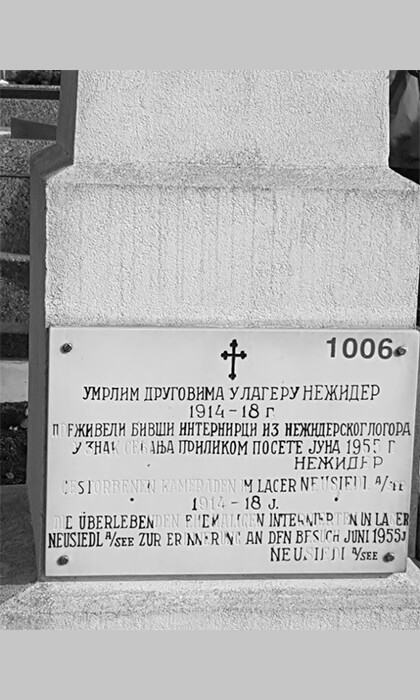 1006
УМРЛИМ ДРУГОВИМА У ЛАГЕРУ НЕЖИДЕР
1914-18 г.
ПРЕЖИВЕЛИ БИВШИ ИНТЕРНИРЦИ ИЗ НЕЖИДЕРСКОГ ЛОГОРА
У ЗНАК СЕЋАЊА ПРИЛИКОМ ПОСЕТЕ ЈУНА 1955 г
НЕЖИДЕР
GESTORBENEN KAMERADEN IM LAGER NEUSIEDL A/SEE
1914-18 J.
DIE ÜBERLEBENDEN EHEMALIGEN INTERNIERTEN IN LAGER
NEUSIEDL A/SEE ZUR ERINNERUNG AN DEN BESUCH JUNI 1955J
NEUSIEDL A/SEE